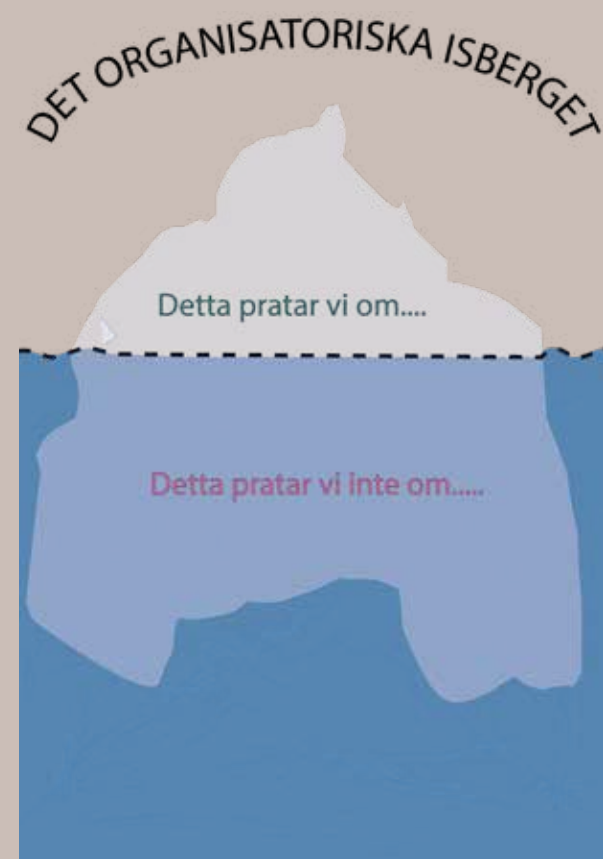 DET ORGANISATORISKA ISBERGET
Detta pratar vi om....
Detta pratar vi inte om.....